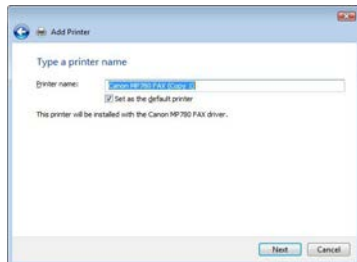 Add Printer
Type a printer name
Printer name:
Canon MP780 FAX (Copy 1)
Set as the default printer
This printer will be installed with the Canon MP780 FAX driver.
Next
Cancel